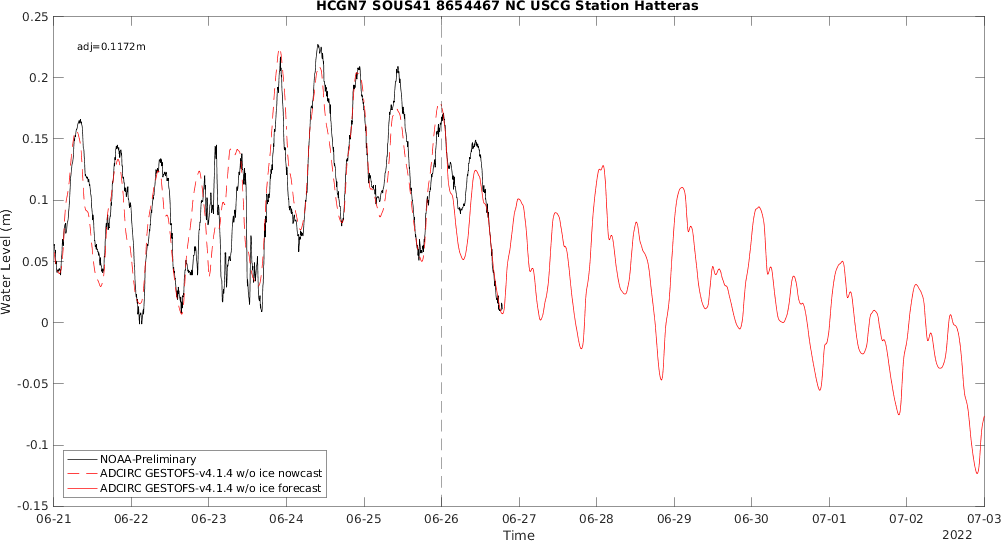 HCGN7 SOUS41 8654467 NC USCG Station Hatteras
adj=0.1172m
0.25
0.2
0.15
0.1
0.05
0
-0.05
-0.1
-0.15
Water Level (m)
NOAA-Preliminary
ADCIRC GESTOFS-v4.1.4 w/o ice nowcast
ADCIRC GESTOFS-v4.1.4 w/o ice forecast
06-21 06-22 06-23 06-24 06-25 06-26 06-27 06-28 06-29 06-30 07-01 07-02 07-03
Time
2022